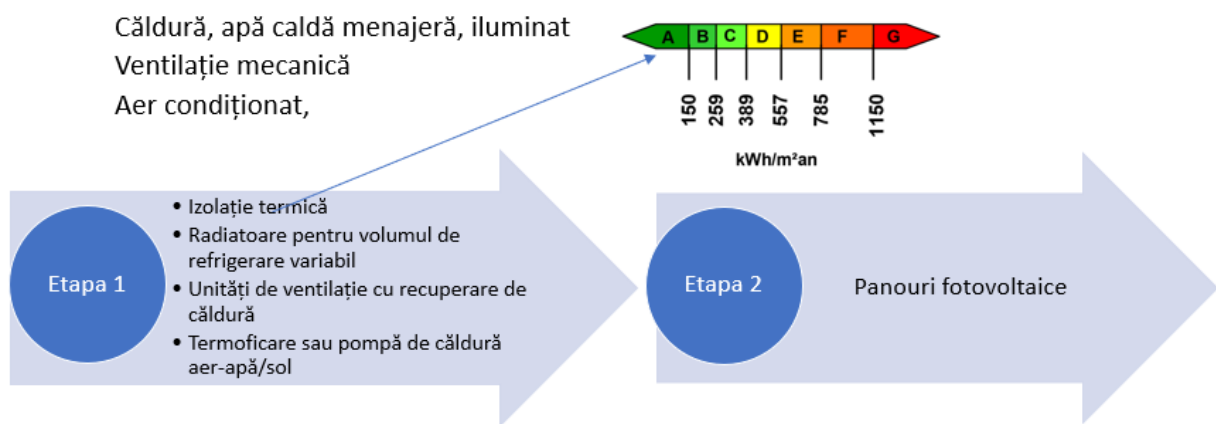 Căldură, apă caldă menajeră, iluminat
Ventilație mecanică
Aer condiționat,
A B C D E F G
150 259 389 557 785 1150
kWh/m²an
Etapa 1
• Izolație termică
• Radiatoare pentru volumul de
refrigerare variabil
• Unități de ventilație cu recuperare de
căldură
• Termoficare sau pompă de căldură
aer-apă/sol
Etapa 2
Panouri fotovoltaice